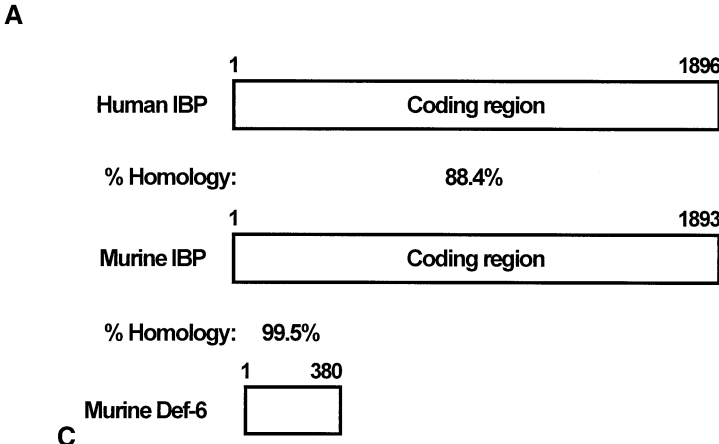 A
1 1896
Human IBP Coding region
% Homology: 88.4%
1 1893
Murine IBP Coding region
% Homology: 99.5%
1 380
Murine Def-6
C